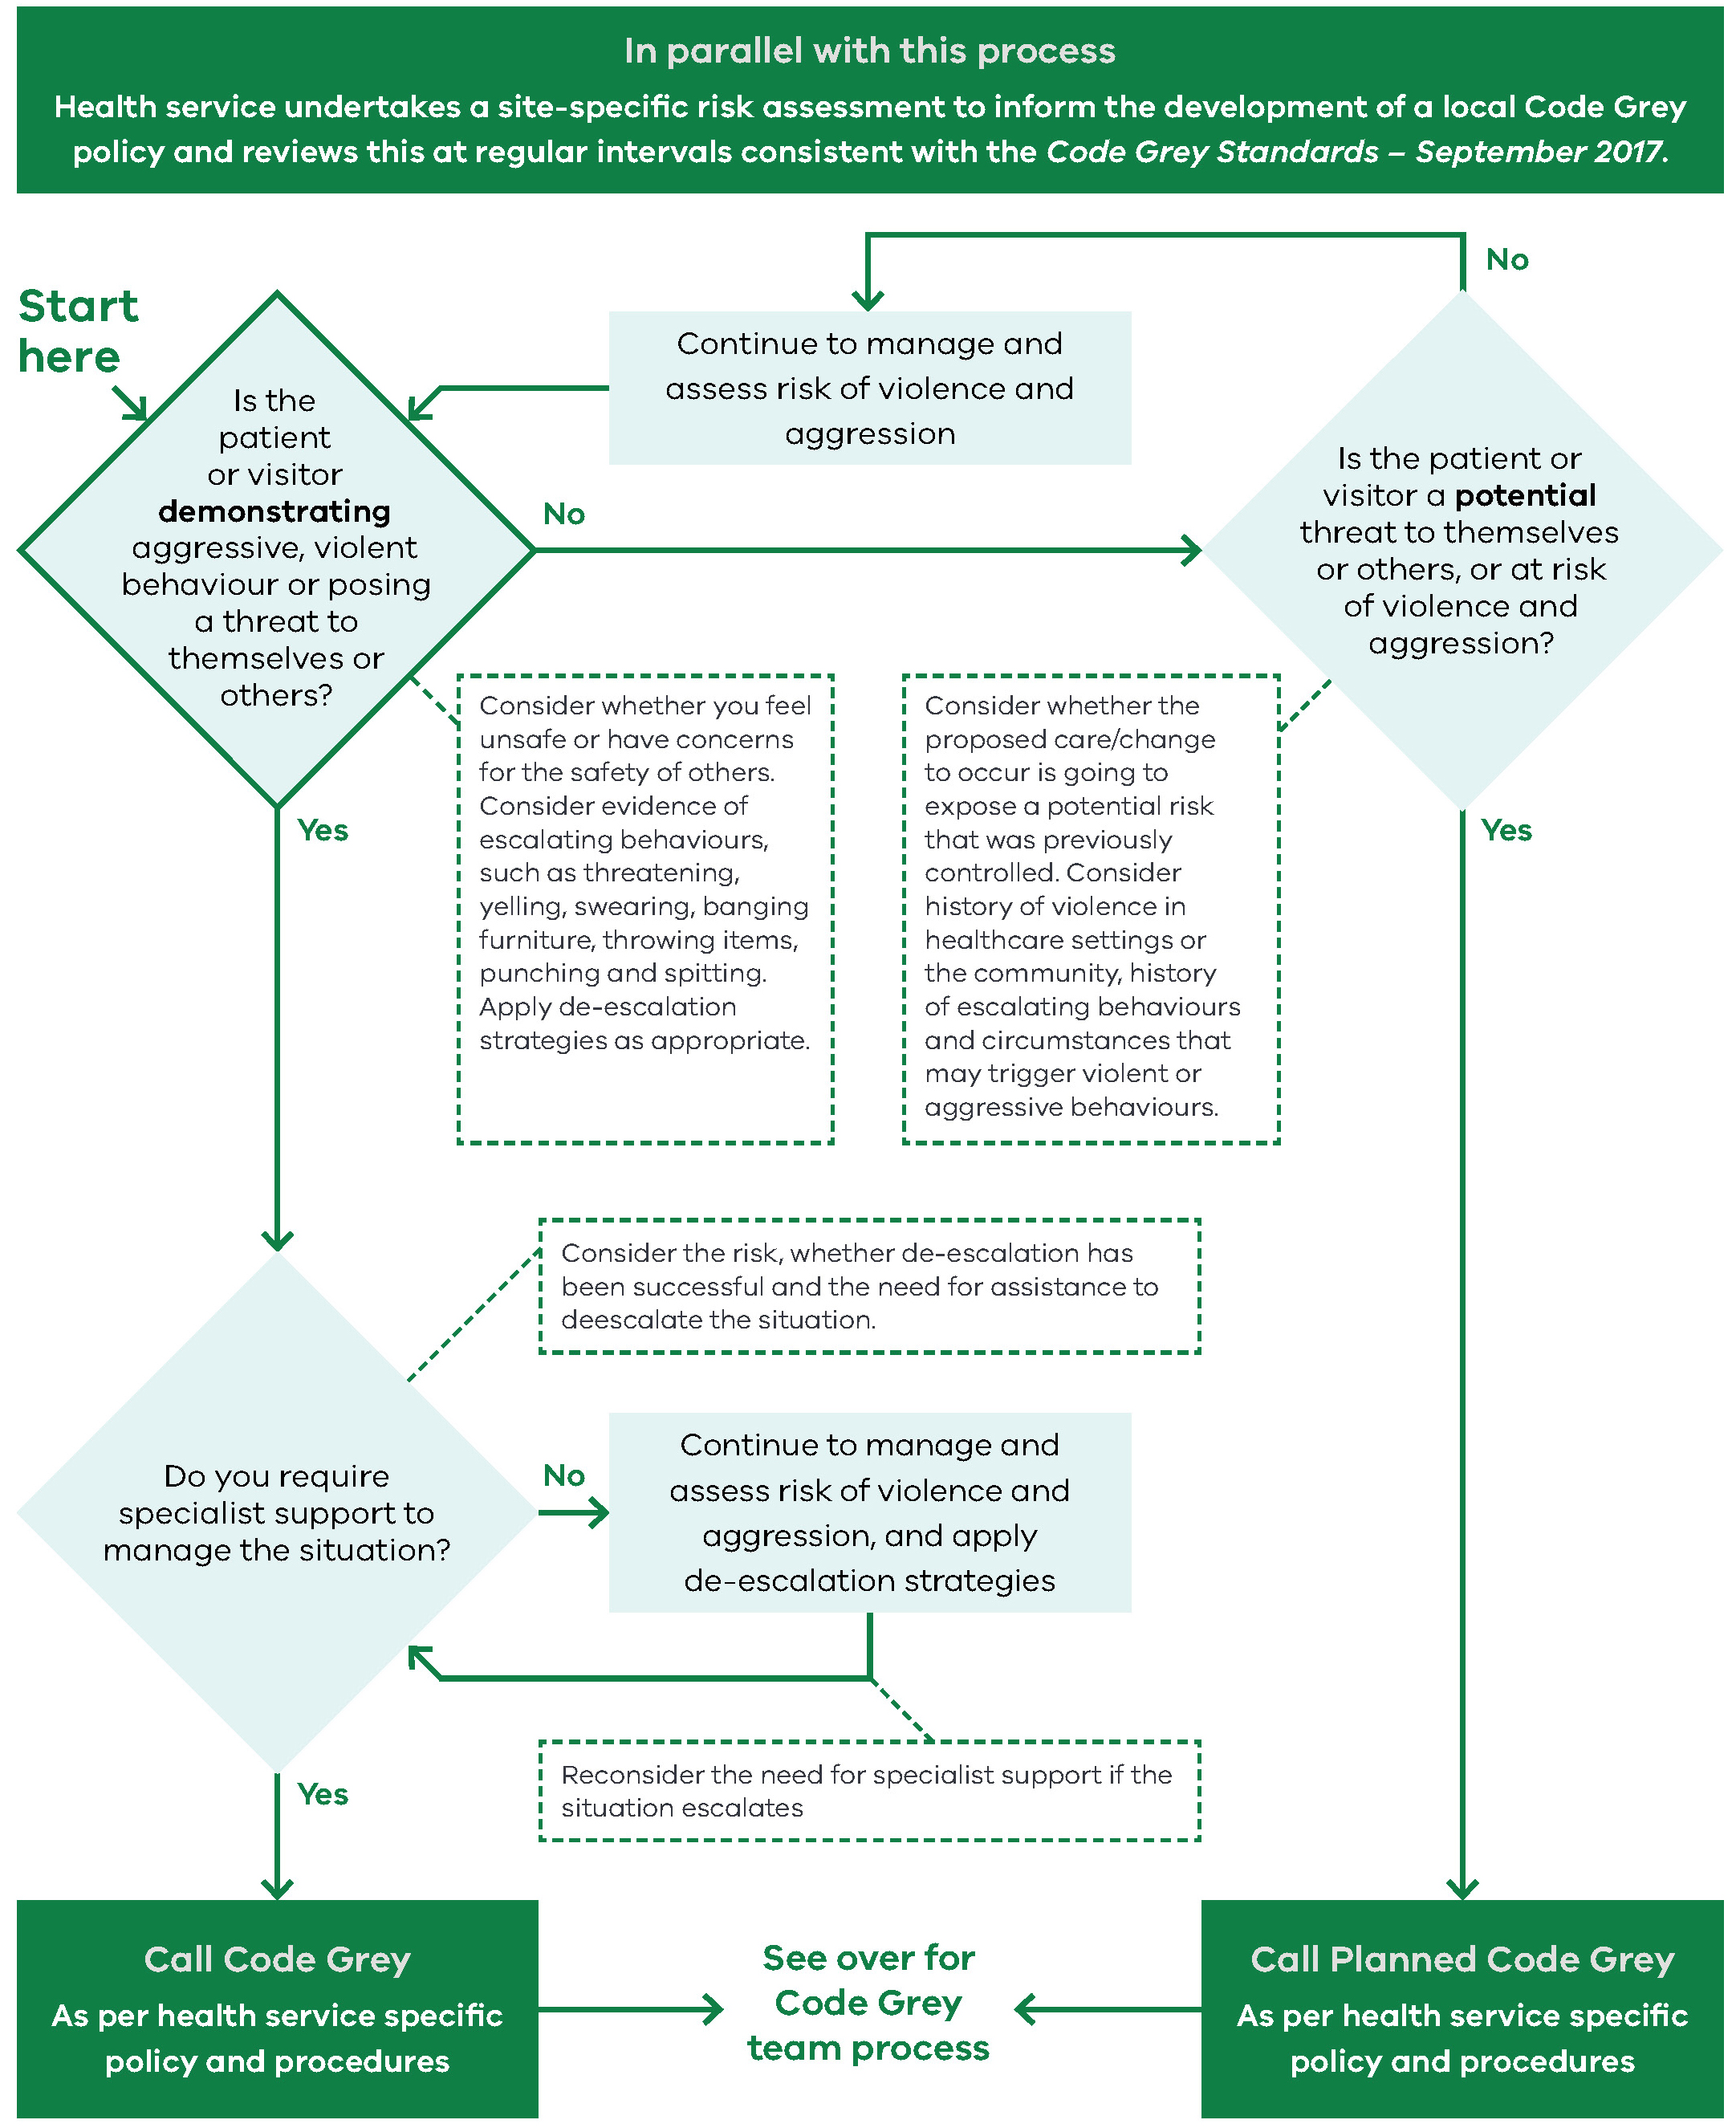 In parallel with this process
Health service undertakes a site-specific risk assessment to inform the development of a local Code Grey
policy and reviews this at regular intervals consistent with the Code Grey Standards – September 2017.
Start
here
Is the
patient
or visitor
demonstrating
aggressive, violent
behaviour or posing
a threat to
themselves or
others?
Continue to manage and
assess risk of violence and
aggression
No
No
Is the patient or
visitor a potential
threat to themselves
or others, or at risk
of violence and
aggression?
Yes
Consider whether you feel
unsafe or have concerns
for the safety of others.
Consider evidence of
escalating behaviours,
such as threatening,
yelling, swearing, banging
furniture, throwing items,
punching and spitting.
Apply de-escalation
strategies as appropriate.
Consider whether the
proposed care/change
to occur is going to
expose a potential risk
that was previously
controlled. Consider
history of violence in
healthcare settings or
the community, history
of escalating behaviours
and circumstances that
may trigger violent or
aggressive behaviours.
Yes
Consider the risk, whether de-escalation has
been successful and the need for assistance to
deescalate the situation.
Do you require
specialist support to
manage the situation?
No
Continue to manage and
assess risk of violence and
aggression, and apply
de-escalation strategies
Reconsider the need for specialist support if the
situation escalates
Yes
Call Code Grey
As per health service specific
policy and procedures
See over for
Code Grey
team process
Call Planned Code Grey
As per health service specific
policy and procedures